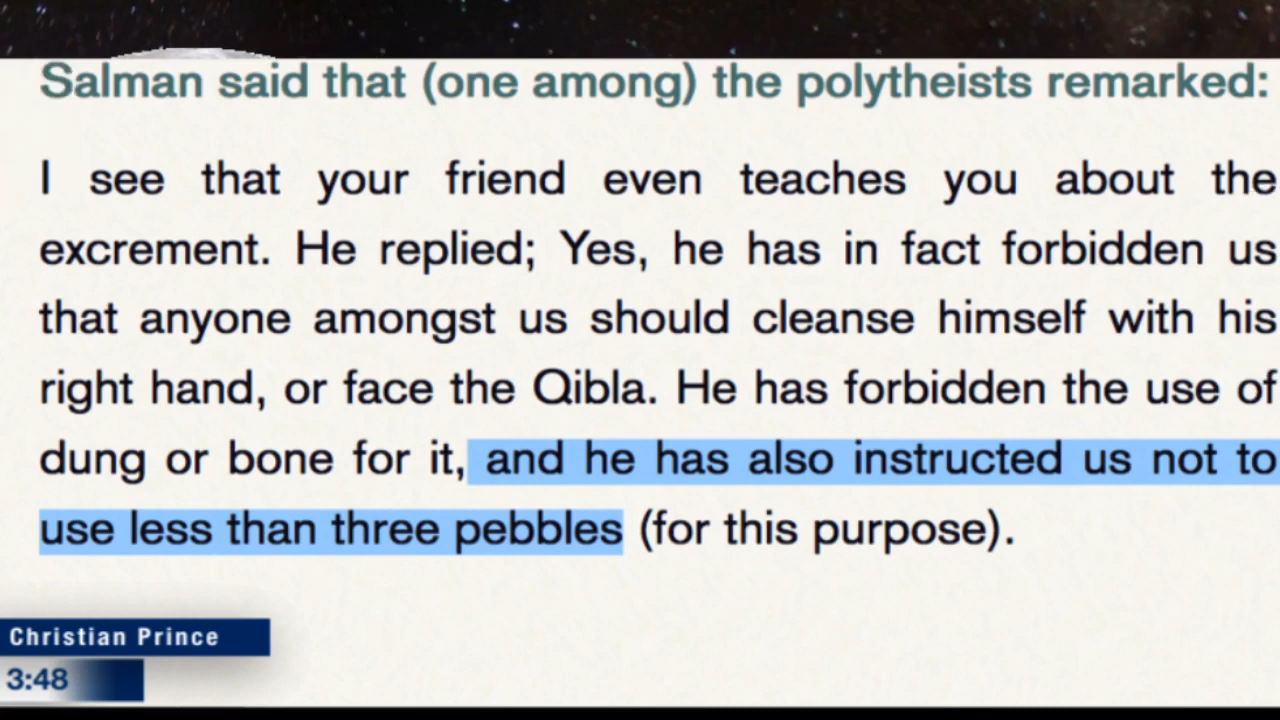 Salman said that (one among) the polytheists remarked:
I see that your friend even teaches you about the
excrement. He replied; Yes, he has in fact forbidden us
that anyone amongst us should cleanse himself with his
right hand, or face the Qibla. He has forbidden the use of
dung or bone for it, and he has also instructed us not to
use less than three pebbles (for this purpose).
Christian Prince
3:48